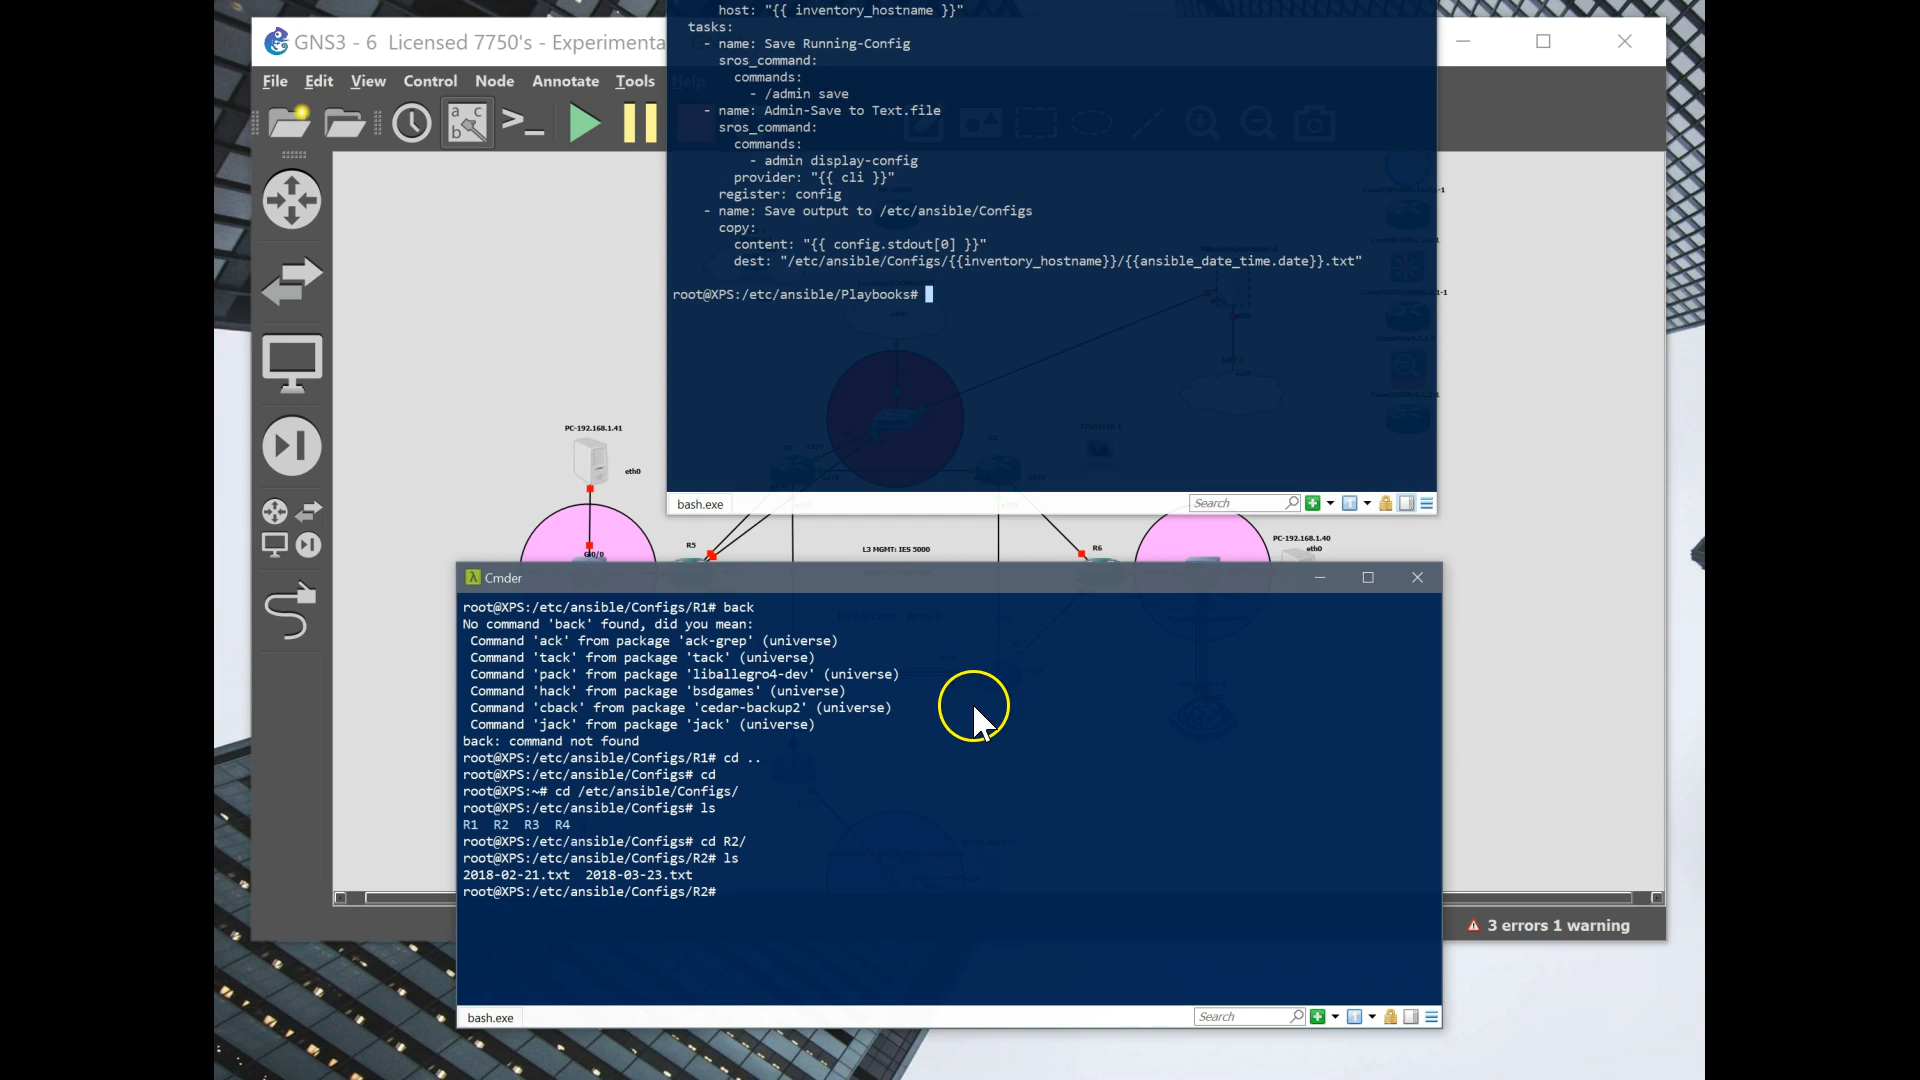 GNS3 - 6 Licensed 7750's - Experimenta
File Edit View Control Node Annotate Tools Help
host: "{{ inventory_hostname }}"
tasks:
- name: Save Running-Config
sros_command:
commands:
- /admin save
- name: Admin-Save to Text.file
sros_command:
commands:
- admin display-config
provider: "{{ cli }}"
register: config
- name: Save output to /etc/ansible/Configs
copy:
content: "{{ config.stdout[0] }}"
dest: "/etc/ansible/Configs/{{inventory_hostname}}/{{ansible_date_time.date}}.txt"
root@XPS:/etc/ansible/Playbooks#
bash.exe
Search
PC-192.168.1.41
eth0
R5
L3 MGMT: IES 5000
R6
PC-192.168.1.40
eth0
Cmder
root@XPS:/etc/ansible/Configs/R1# back
No command 'back' found, did you mean:
Command 'ack' from package 'ack-grep' (universe)
Command 'tack' from package 'tack' (universe)
Command 'pack' from package 'liballegro4-dev' (universe)
Command 'hack' from package 'bsdgames' (universe)
Command 'cback' from package 'cedar-backup2' (universe)
Command 'jack' from package 'jack' (universe)
back: command not found
root@XPS:/etc/ansible/Configs/R1# cd ..
root@XPS:/etc/ansible/Configs# cd
root@XPS:~# cd /etc/ansible/Configs/
root@XPS:/etc/ansible/Configs# ls
R1 R2 R3 R4
root@XPS:/etc/ansible/Configs# cd R2/
root@XPS:/etc/ansible/Configs/R2# ls
2018-02-21.txt 2018-03-23.txt
root@XPS:/etc/ansible/Configs/R2#
bash.exe
Search
3 errors 1 warning